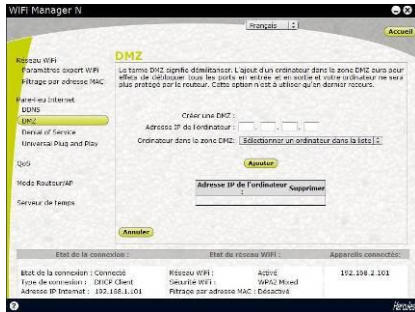 WiFi Manager N
Français
Accueil
DMZ
Réseau WiFi
Paramètres expert WiFi
Filtrage par adresse MAC
Pare-feu Internet
DDNS
DMZ
Denial of Service
Universal Plug and Play
QoS
Mode Routeur/AP
Serveur de temps
Le terme DMZ signifie démilitariser. L'ajout d'un ordinateur dans la zone DMZ aura pour
effets de débloquer tous les ports en entrée et en sortie et votre ordinateur ne sera
plus protégé par le routeur. Cette option n'est à utiliser qu'en dernier recours.
Créer une DMZ :
Adresse IP de l'ordinateur :
Ordinateur dans la zone DMZ: Sélectionner un ordinateur dans la liste
Ajouter
Adresse IP de l'ordinateur : Supprimer
Annuler
Etat de la connexion :
Etat de la connexion : Connecté
Type de connexion : DHCP Client
Adresse IP Internet : 192.168.1.101
Etat du réseau WiFi :
Réseau WiFi : Activé
Sécurité WiFi : WPA2 Mixed
Filtrage par adresse MAC : Désactivé
Appareils connectés:
192.168.2.101
Hercules